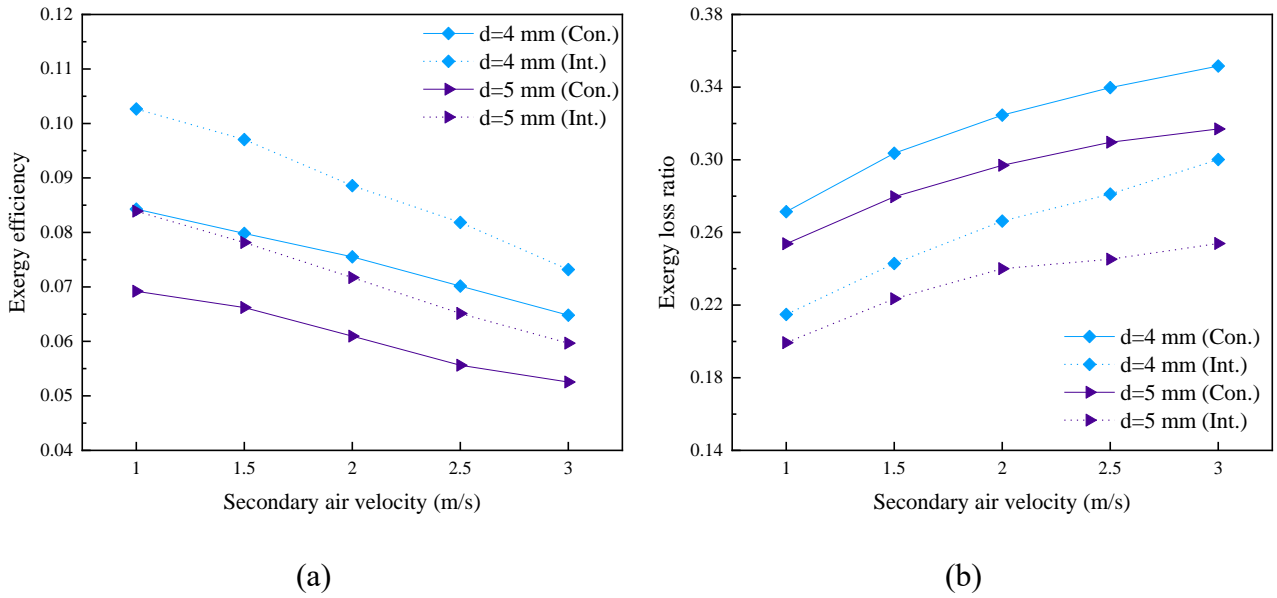 0.12
0.11
0.10
0.09
0.08
0.07
0.06
0.05
0.04
Exergy efficiency
d=4 mm (Con.)
d=4 mm (Int.)
d=5 mm (Con.)
d=5 mm (Int.)
1 1.5 2 2.5 3
Secondary air velocity (m/s)
(a)
0.38
0.34
0.30
0.26
0.22
0.18
0.14
Exergy loss ratio
d=4 mm (Con.)
d=4 mm (Int.)
d=5 mm (Con.)
d=5 mm (Int.)
1 1.5 2 2.5 3
Secondary air velocity (m/s)
(b)